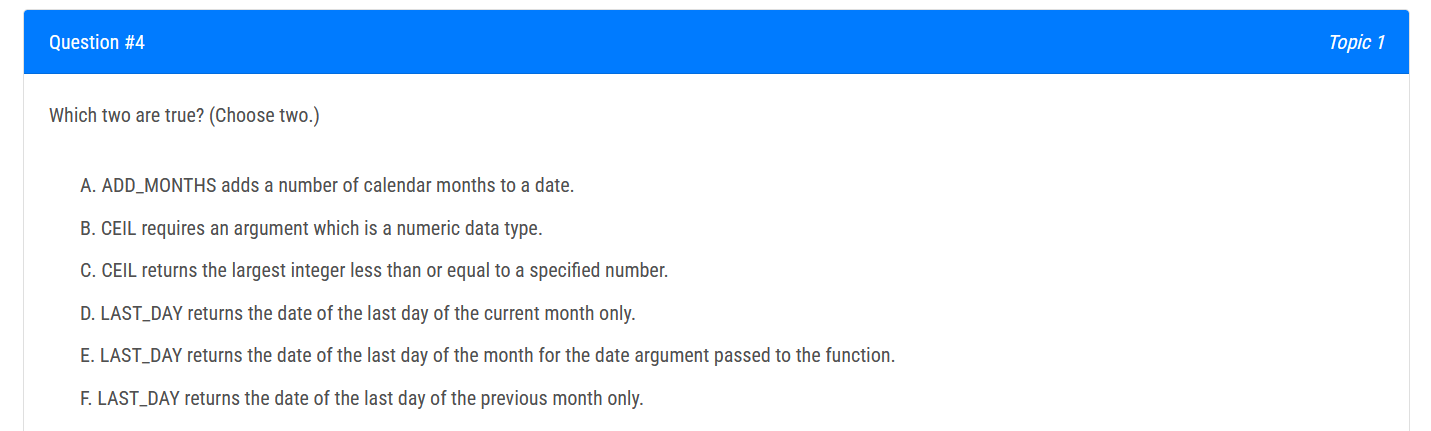 Question #4
Topic 1
Which two are true? (Choose two.)
A. ADD_MONTHS adds a number of calendar months to a date.
B. CEIL requires an argument which is a numeric data type.
C. CEIL returns the largest integer less than or equal to a specified number.
D. LAST_DAY returns the date of the last day of the current month only.
E. LAST_DAY returns the date of the last day of the month for the date argument passed to the function.
F. LAST_DAY returns the date of the last day of the previous month only.